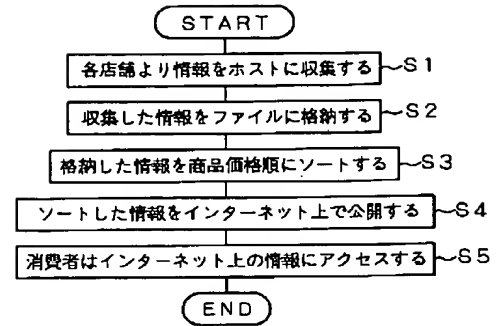 START
各店舗より情報をホストに収集する ～S1
収集した情報をファイルに格納する ～S2
格納した情報を商品価格順にソートする ～S3
ソートした情報をインターネット上で公開する ～S4
消費者はインターネット上の情報にアクセスする ～S5
END